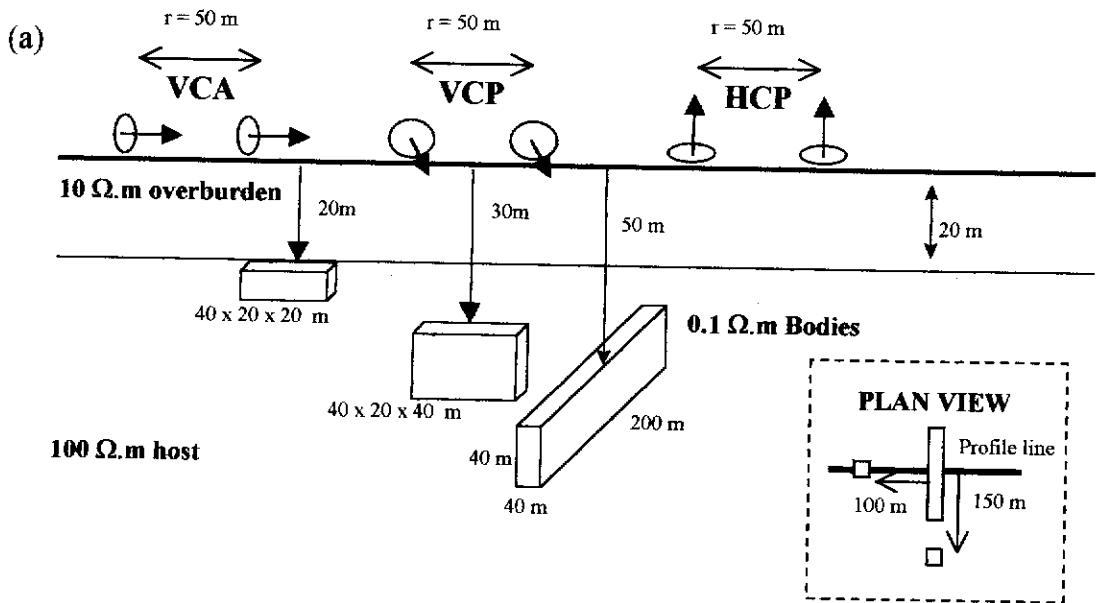 (a)
r = 50 m
r = 50 m
r = 50 m
VCA
VCP
HCP
10 Ω.m overburden
20m
30m
50 m
20 m
40 x 20 x 20 m
0.1 Ω.m Bodies
40 x 20 x 40 m
200 m
40 m
40 m
100 Ω.m host
PLAN VIEW
Profile line
100 m
150 m